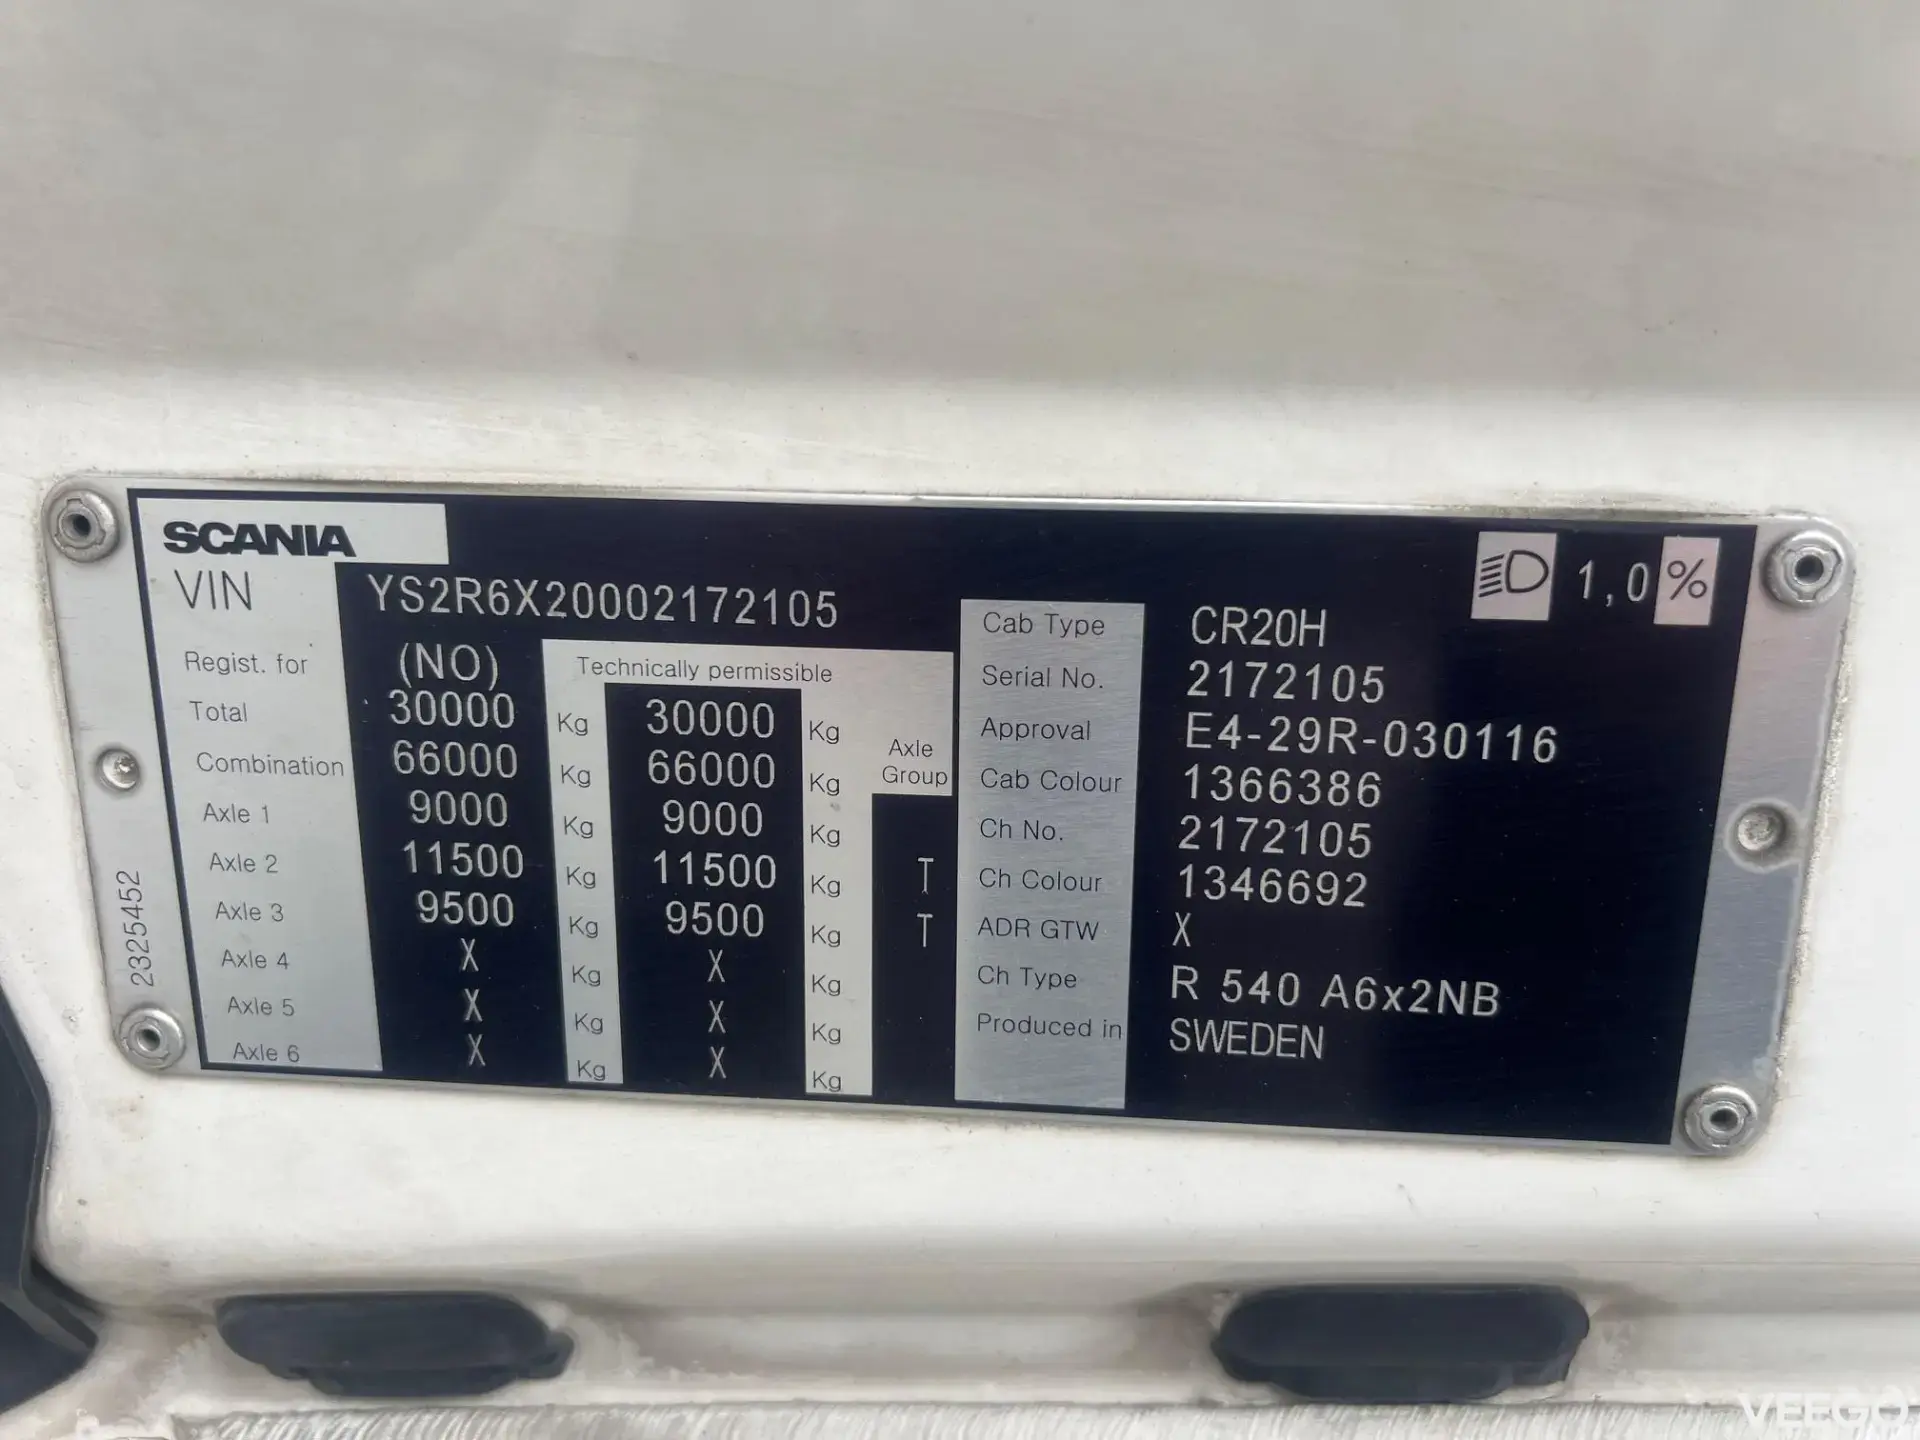 SCANIA
VIN YS2R6X20002172105
Regist. for (NO) Technically permissible
Total 30000 Kg 30000 Kg
Combination 66000 Kg 66000 Kg Axle Group
Axle 1 9000 Kg 9000 Kg
Axle 2 11500 Kg 11500 Kg T
Axle 3 9500 Kg 9500 Kg T
Axle 4 X Kg X Kg
Axle 5 X Kg X Kg
Axle 6 X Kg X Kg
2325452
1,0 %
Cab Type CR20H
Serial No. 2172105
Approval E4-29R-030116
Cab Colour 1366386
Ch No. 2172105
Ch Colour 1346692
ADR GTW X
Ch Type R 540 A6x2NB
Produced in SWEDEN
VEEGO